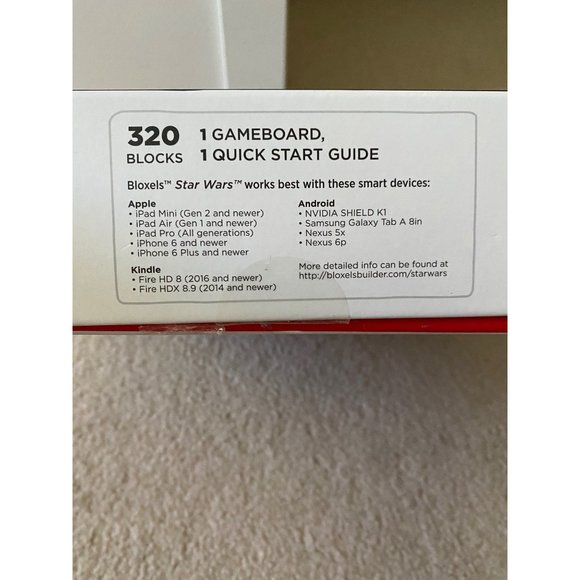 320 BLOCKS
1 GAMEBOARD,
1 QUICK START GUIDE
Bloxels™ Star Wars™ works best with these smart devices:
Apple
• iPad Mini (Gen 2 and newer)
• iPad Air (Gen 1 and newer)
• iPad Pro (All generations)
• iPhone 6 and newer
• iPhone 6 Plus and newer
Kindle
• Fire HD 8 (2016 and newer)
• Fire HDX 8.9 (2014 and newer)
Android
• NVIDIA SHIELD K1
• Samsung Galaxy Tab A 8in
• Nexus 5x
• Nexus 6p
More detailed info can be found at
http://bloxelsbuilder.com/starwars